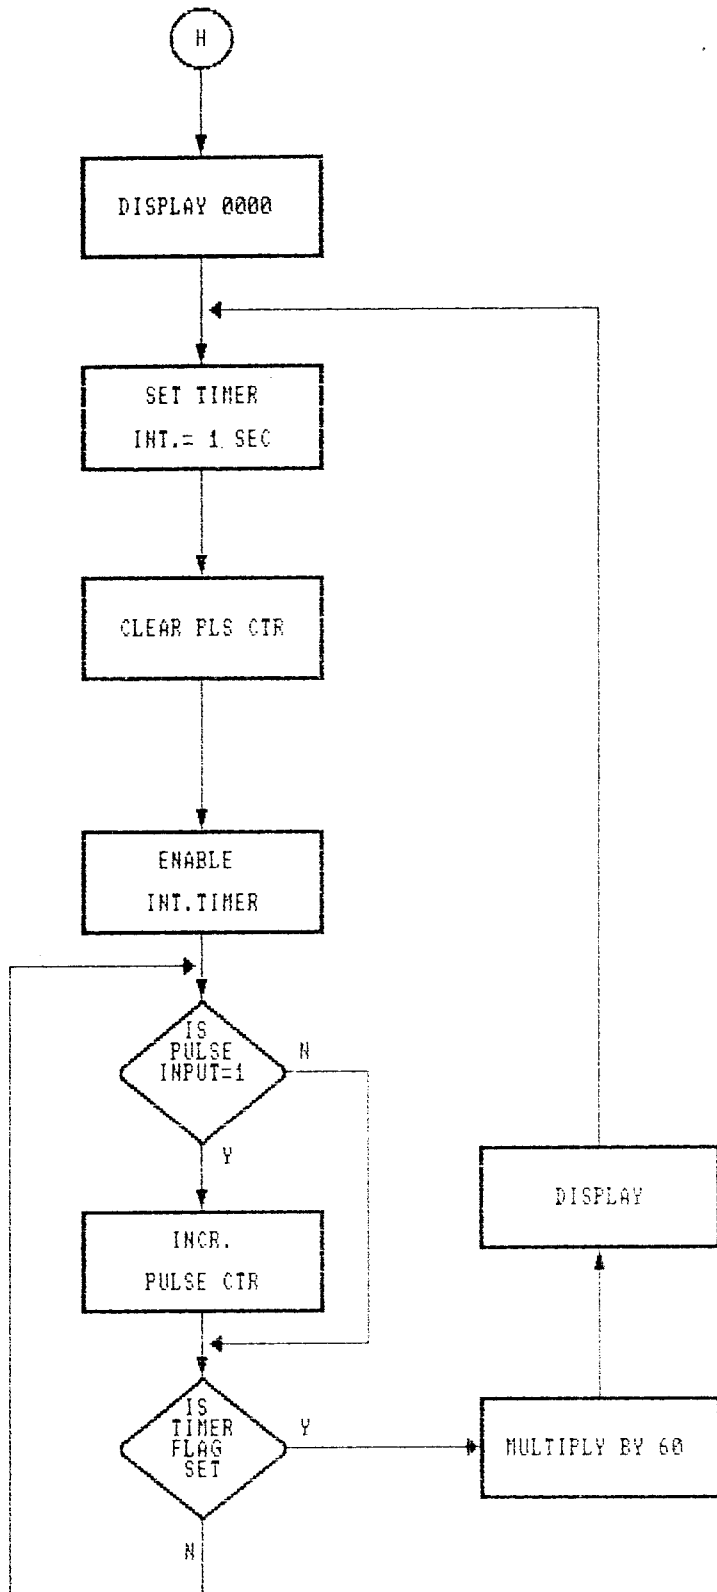 H
DISPLAY 0000
SET TIMER
INT.= 1 SEC
CLEAR PLS CTR
ENABLE
INT.TIMER
IS
PULSE
INPUT=1
N
Y
INCR.
PULSE CTR
IS
TIMER
FLAG
SET
Y
N
MULTIPLY BY 60
DISPLAY